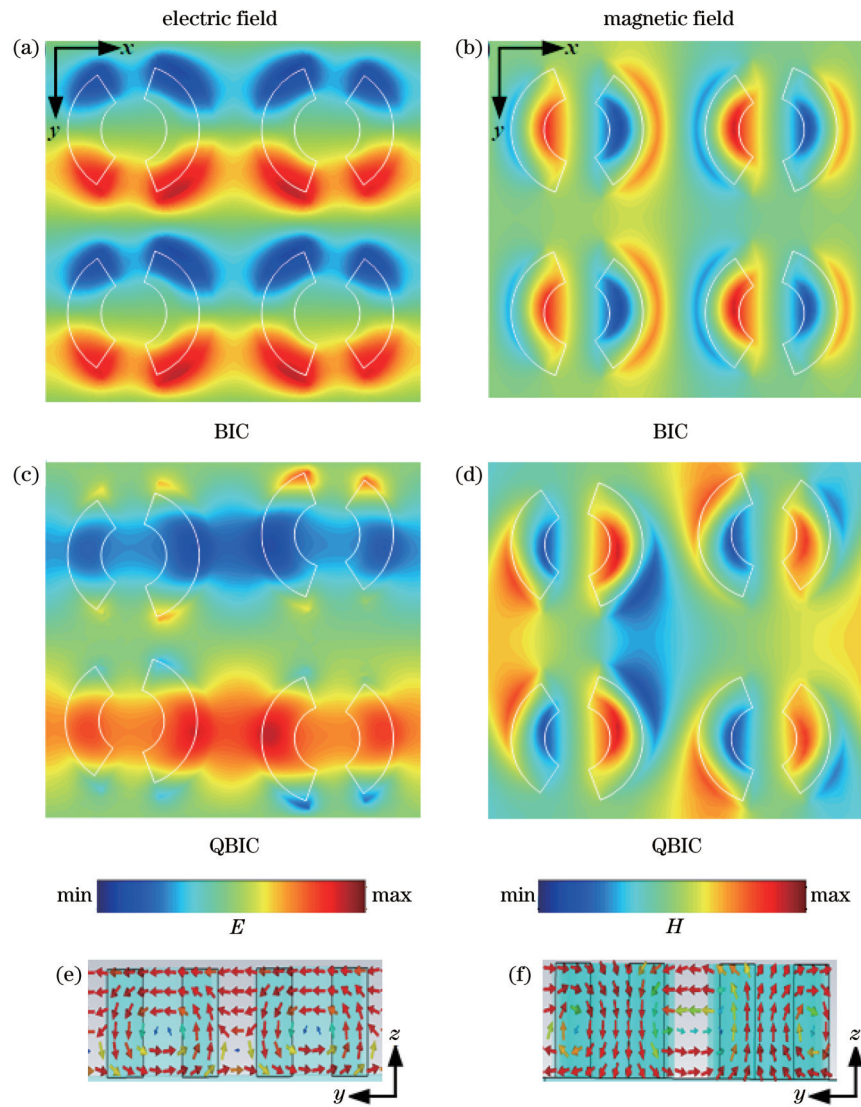 electric field
magnetic field
(a)
x
y
(b)
x
y
BIC
BIC
(c)
(d)
QBIC
QBIC
min
max
min
max
E
H
(e)
z
y
(f)
z
y